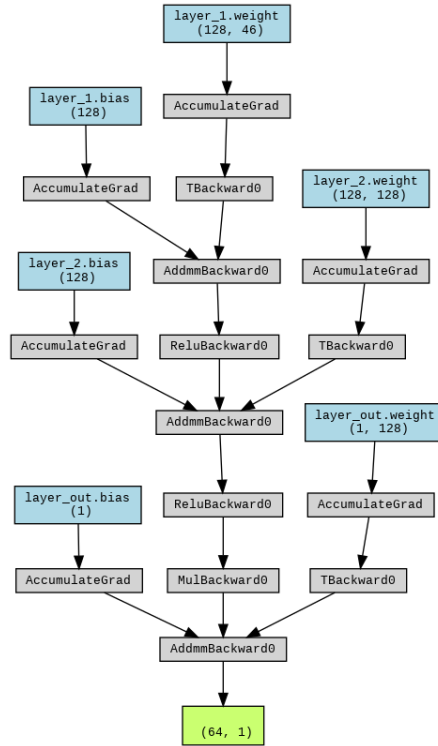 layer_1.weight
(128, 46)
layer_1.bias
(128)
AccumulateGrad
AccumulateGrad
TBackward0
layer_2.weight
(128, 128)
layer_2.bias
(128)
AddmmBackward0
AccumulateGrad
AccumulateGrad
ReluBackward0
TBackward0
AddmmBackward0
layer_out.weight
(1, 128)
layer_out.bias
(1)
ReluBackward0
AccumulateGrad
AccumulateGrad
MulBackward0
TBackward0
AddmmBackward0
(64, 1)